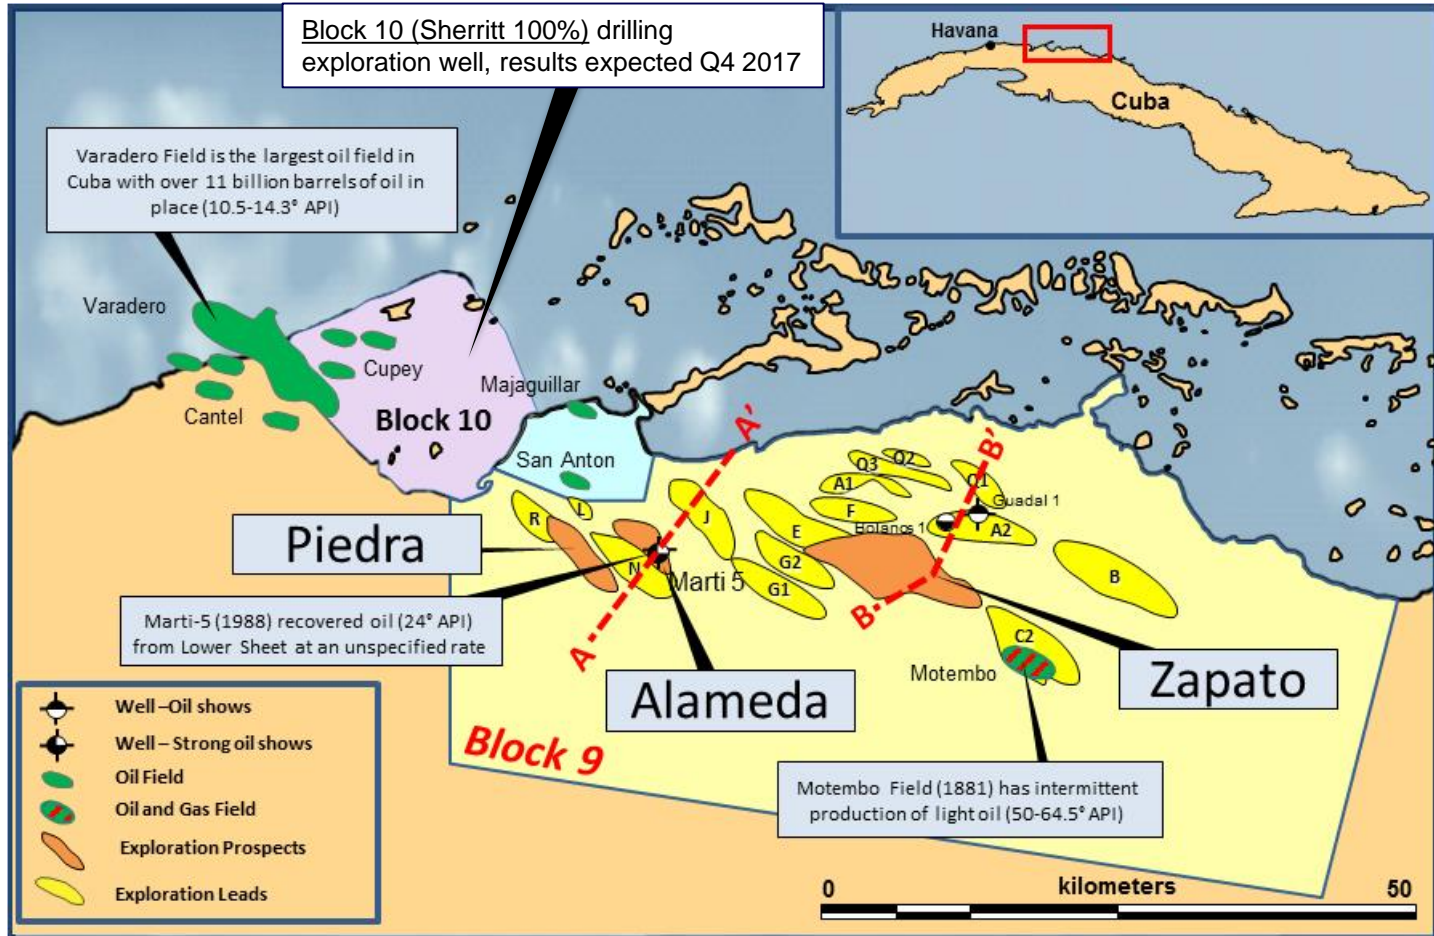 Block 10 (Sherritt 100%) drilling
exploration well, results expected Q4 2017
Havana
Cuba
Varadero Field is the largest oil field in
Cuba with over 11 billion barrels of oil in
place (10.5-14.3° API)
Varadero
Cupey
Cantel
Block 10
Majaguillar
San Anton
A'
B'
Q2
Q3
Q1
A1
Guadal 1
F
Bolanos 1
A2
L
R
J
E
G2
B
N
Marti 5
G1
Piedra
Marti-5 (1988) recovered oil (24° API)
from Lower Sheet at an unspecified rate
B
A
C2
Motembo
Alameda
Zapato
Block 9
Motembo Field (1881) has intermittent
production of light oil (50-64.5° API)
Well –Oil shows
Well – Strong oil shows
Oil Field
Oil and Gas Field
Exploration Prospects
Exploration Leads
0 kilometers 50